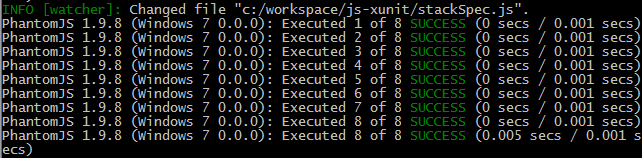 INFO [watcher]: Changed file "c:/workspace/js-xunit/stackSpec.js".
PhantomJS 1.9.8 (Windows 7 0.0.0): Executed 1 of 8 SUCCESS (0 secs / 0.001 secs)
PhantomJS 1.9.8 (Windows 7 0.0.0): Executed 2 of 8 SUCCESS (0 secs / 0.001 secs)
PhantomJS 1.9.8 (Windows 7 0.0.0): Executed 3 of 8 SUCCESS (0 secs / 0.001 secs)
PhantomJS 1.9.8 (Windows 7 0.0.0): Executed 4 of 8 SUCCESS (0 secs / 0.001 secs)
PhantomJS 1.9.8 (Windows 7 0.0.0): Executed 5 of 8 SUCCESS (0 secs / 0.001 secs)
PhantomJS 1.9.8 (Windows 7 0.0.0): Executed 6 of 8 SUCCESS (0 secs / 0.001 secs)
PhantomJS 1.9.8 (Windows 7 0.0.0): Executed 7 of 8 SUCCESS (0 secs / 0.001 secs)
PhantomJS 1.9.8 (Windows 7 0.0.0): Executed 8 of 8 SUCCESS (0 secs / 0.001 secs)
PhantomJS 1.9.8 (Windows 7 0.0.0): Executed 8 of 8 SUCCESS (0.005 secs / 0.001 s
ecs)